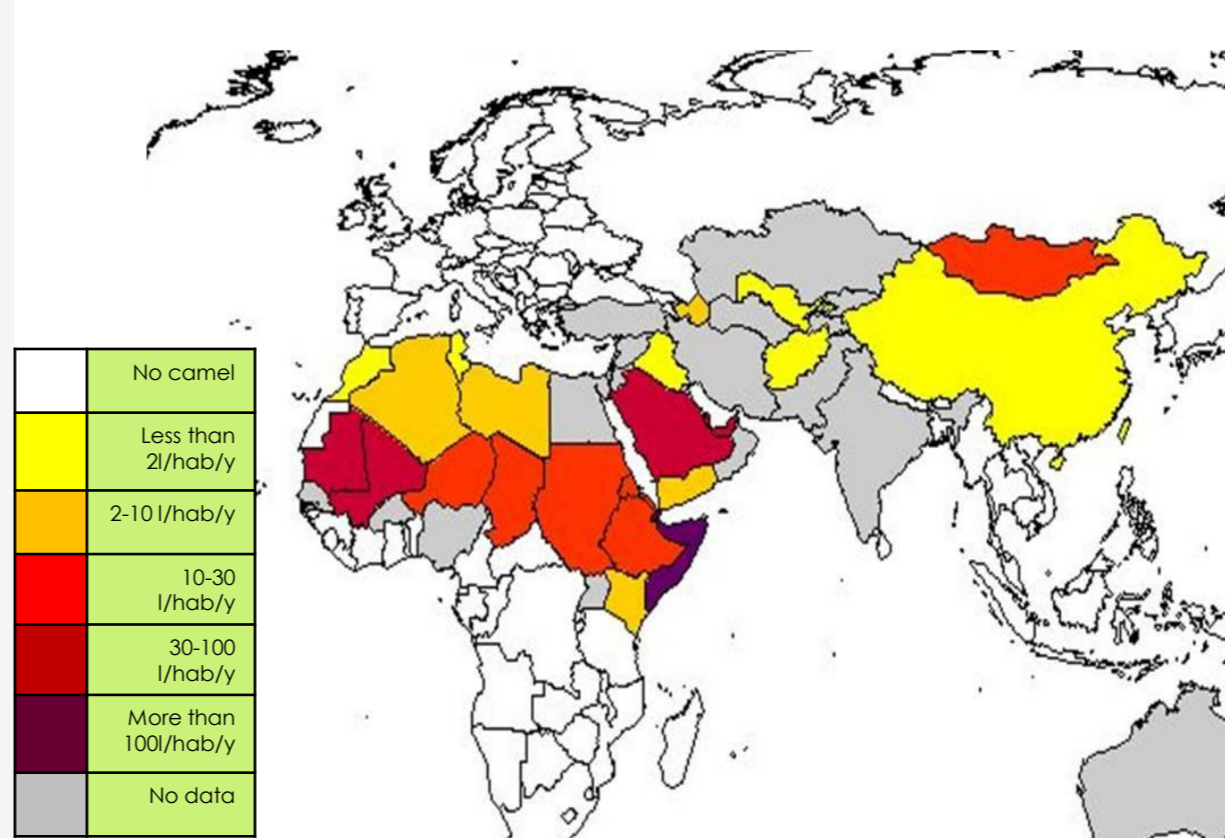 No camel
Less than
2l/hab/y
2-10 l/hab/y
10-30
l/hab/y
30-100
l/hab/y
More than
100l/hab/y
No data